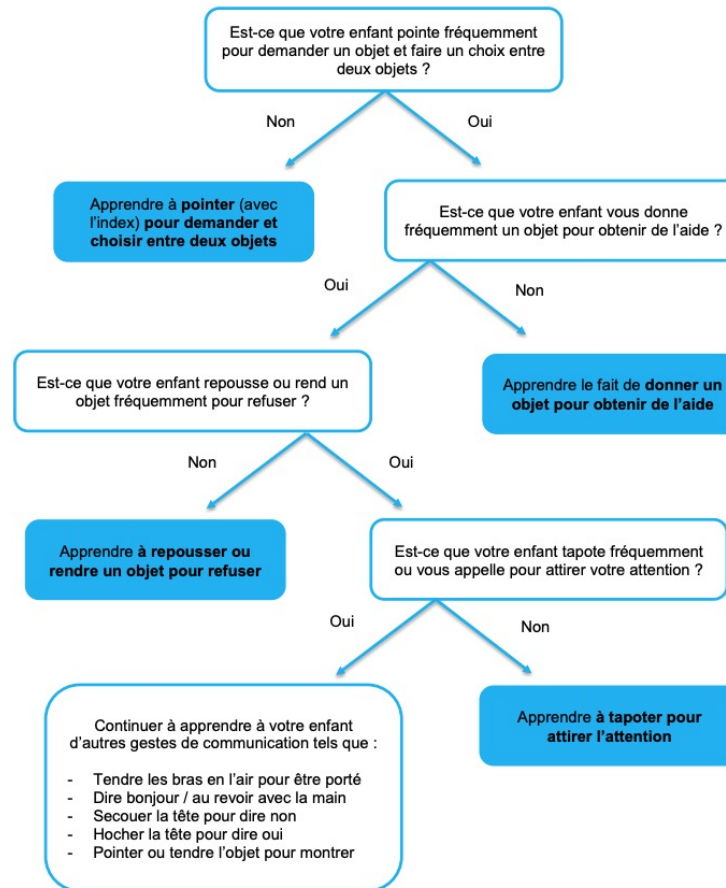 Est-ce que votre enfant pointe fréquemment
pour demander un objet et faire un choix entre
deux objets ?
Non
Oui
Apprendre à pointer (avec
l'index) pour demander et
choisir entre deux objets
Est-ce que votre enfant vous donne
fréquemment un objet pour obtenir de l'aide ?
Oui
Non
Est-ce que votre enfant repousse ou rend un
objet fréquemment pour refuser ?
Apprendre le fait de donner un
objet pour obtenir de l'aide
Non
Oui
Apprendre à repousser ou
rendre un objet pour refuser
Est-ce que votre enfant tapote fréquemment
ou vous appelle pour attirer votre attention ?
Oui
Non
Continuer à apprendre à votre enfant
d'autres gestes de communication tels que :
- Tendre les bras en l'air pour être porté
- Dire bonjour / au revoir avec la main
- Secouer la tête pour dire non
- Hocher la tête pour dire oui
- Pointer ou tendre l'objet pour montrer
Apprendre à tapoter pour
attirer l'attention